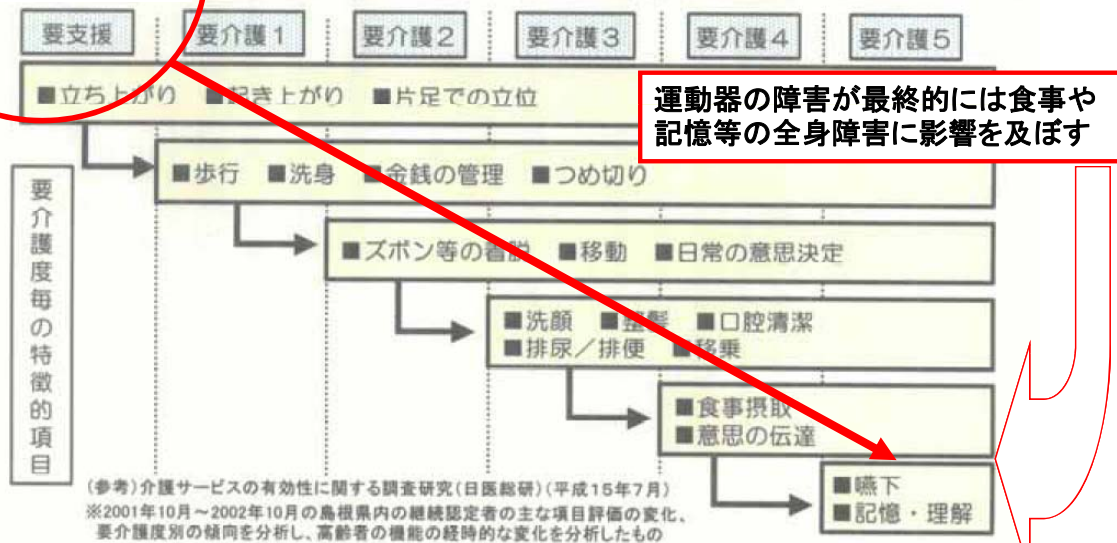 要支援
要介護1
要介護2
要介護3
要介護4
要介護5
■立ち上がり ■起き上がり ■片足での立位
運動器の障害が最終的には食事や
記憶等の全身障害に影響を及ぼす
■歩行 ■洗身 ■金銭の管理 ■つめ切り
要介護度毎の特徴的項目
■ズボン等の着脱 ■移動 ■日常の意思決定
■洗顔 ■整髪 ■口腔清潔
■排尿／排便 ■移乗
■食事摂取
■意思の伝達
■嚥下
■記憶・理解
(参考)介護サービスの有効性に関する調査研究(日医総研)(平成15年7月)
※2001年10月～2002年10月の島根県内の継続認定者の主な項目評価の変化、
要介護度別の傾向を分析し、高齢者の機能の経時的な変化を分析したもの